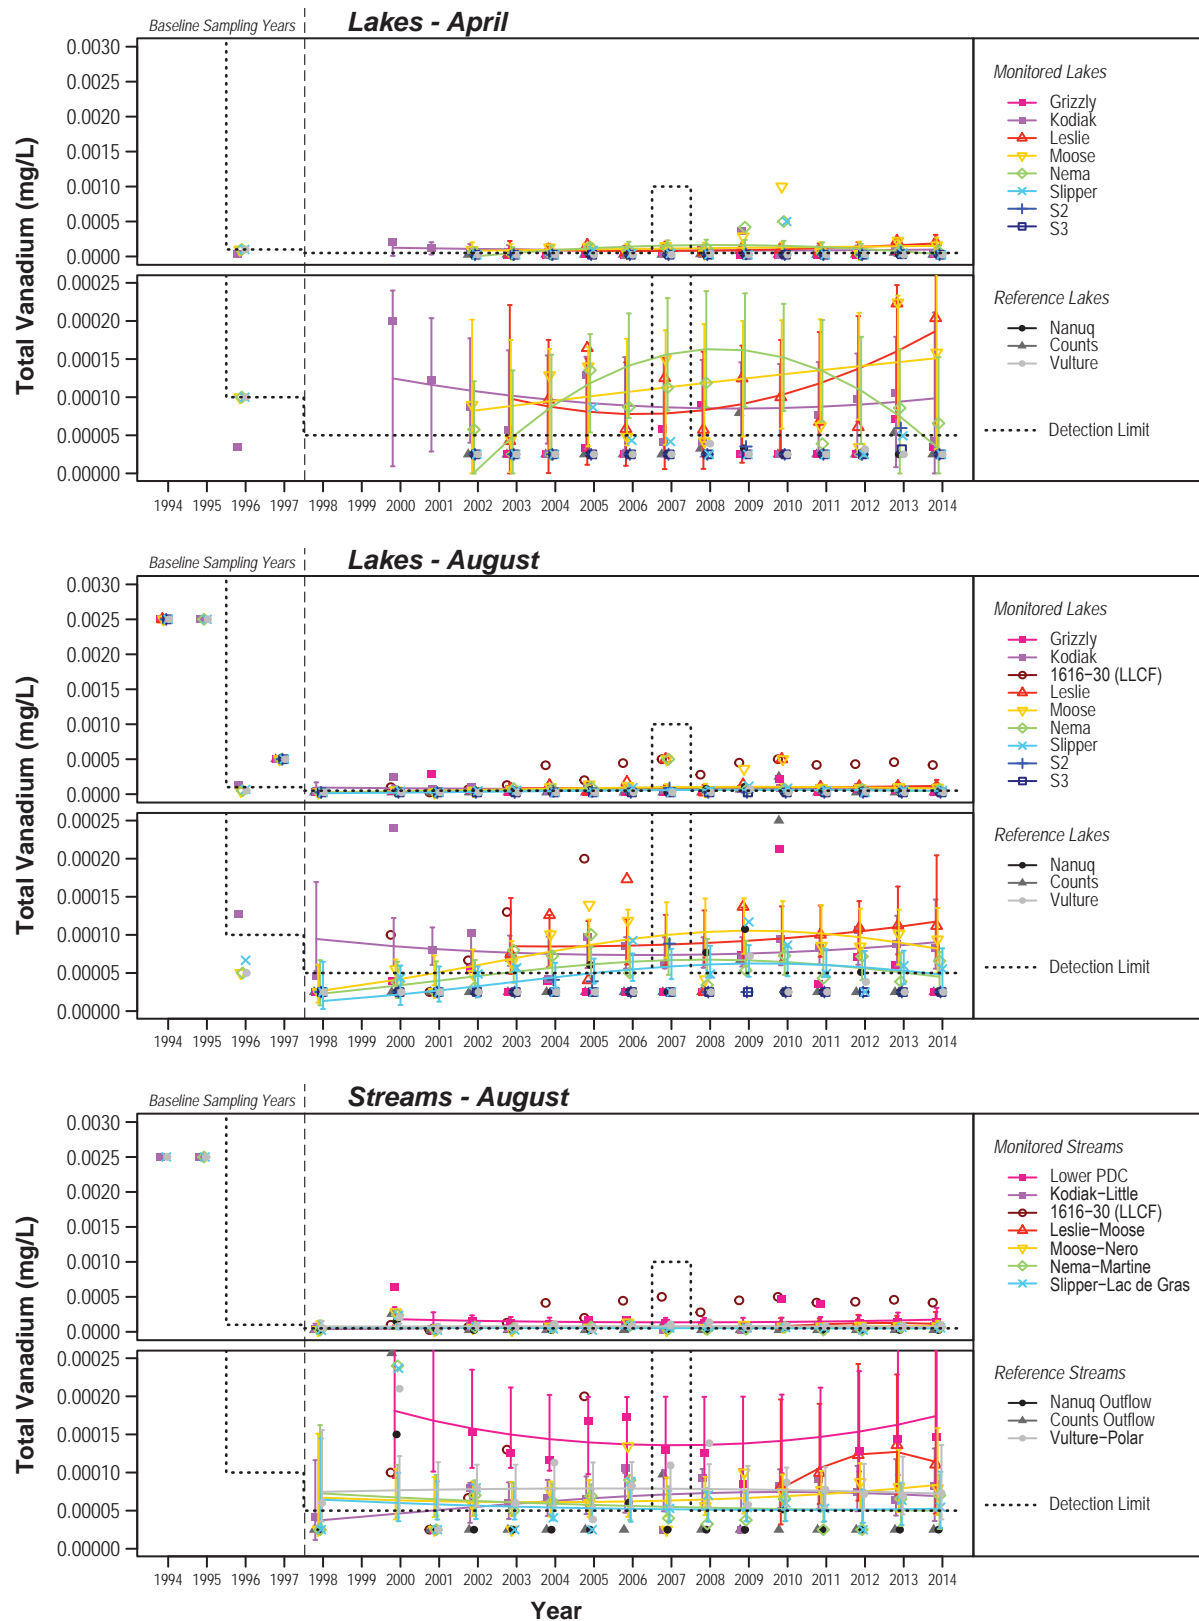 Baseline Sampling Years
Lakes - April
0.0030
0.0025
0.0020
0.0015
0.0010
0.0005
0.0000
0.00025
0.00020
0.00015
0.00010
0.00005
0.00000
Total Vanadium (mg/L)
1994 1995 1996 1997 1998 1999 2000 2001 2002 2003 2004 2005 2006 2007 2008 2009 2010 2011 2012 2013 2014
Monitored Lakes
Grizzly
Kodiak
Leslie
Moose
Nema
Slipper
S2
S3
Reference Lakes
Nanuq
Counts
Vulture
Detection Limit
Baseline Sampling Years
Lakes - August
0.0030
0.0025
0.0020
0.0015
0.0010
0.0005
0.0000
0.00025
0.00020
0.00015
0.00010
0.00005
0.00000
Total Vanadium (mg/L)
1994 1995 1996 1997 1998 1999 2000 2001 2002 2003 2004 2005 2006 2007 2008 2009 2010 2011 2012 2013 2014
Monitored Lakes
Grizzly
Kodiak
1616−30 (LLCF)
Leslie
Moose
Nema
Slipper
S2
S3
Reference Lakes
Nanuq
Counts
Vulture
Detection Limit
Baseline Sampling Years
Streams - August
0.0030
0.0025
0.0020
0.0015
0.0010
0.0005
0.0000
0.00025
0.00020
0.00015
0.00010
0.00005
0.00000
Total Vanadium (mg/L)
1994 1995 1996 1997 1998 1999 2000 2001 2002 2003 2004 2005 2006 2007 2008 2009 2010 2011 2012 2013 2014
Year
Monitored Streams
Lower PDC
Kodiak−Little
1616−30 (LLCF)
Leslie−Moose
Moose−Nero
Nema−Martine
Slipper−Lac de Gras
Reference Streams
Nanuq Outflow
Counts Outflow
Vulture−Polar
Detection Limit